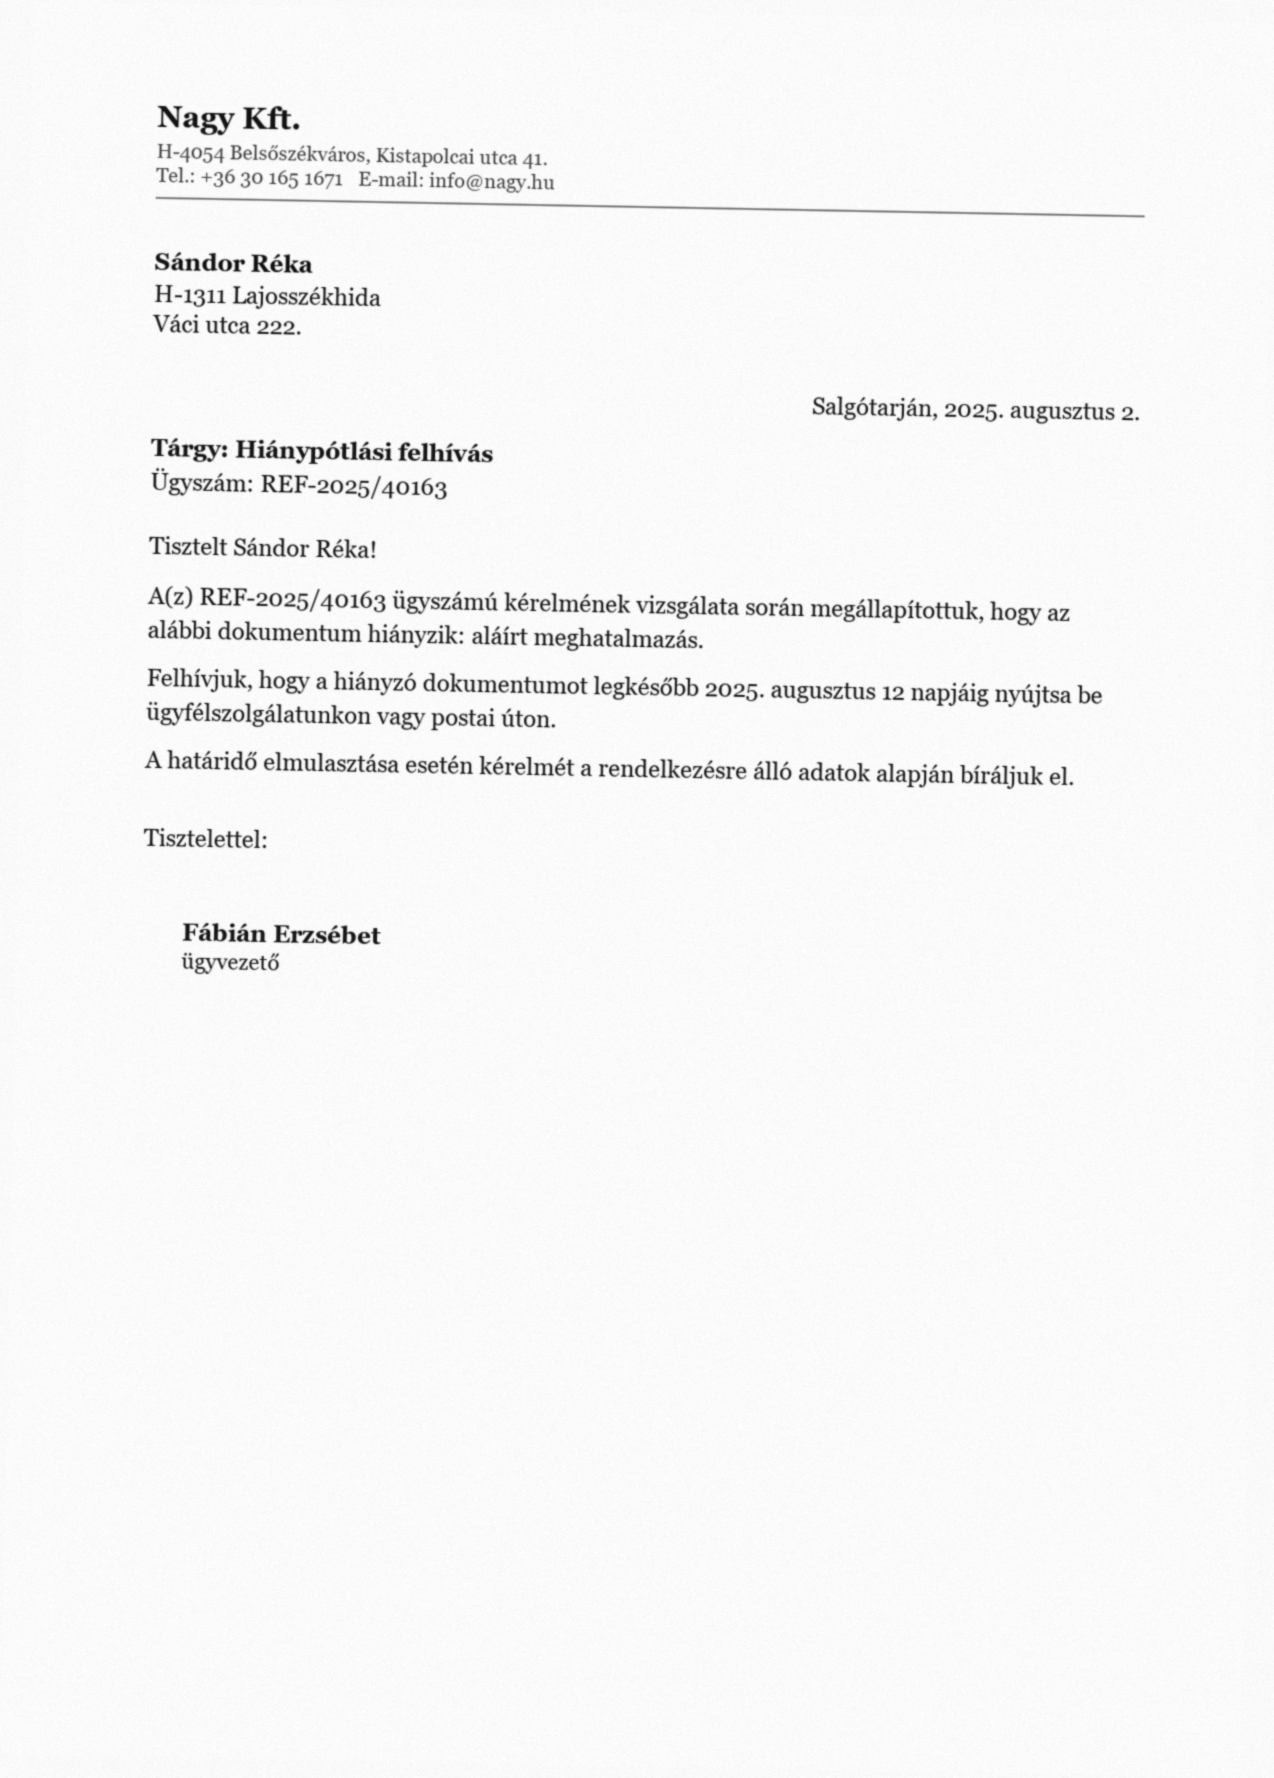 Nagy Kft.
H-4054 Belsőszékváros, Kistapolcai utca 41.
Tel.: +36 30 165 1671 E-mail: info@nagy.hu
Sándor Réka
H-1311 Lajosszékhida
Váci utca 222.
Salgótarján, 2025. augusztus 2.
Tárgy: Hiánypótlási felhívás
Ügyszám: REF-2025/40163
Tisztelt Sándor Réka!
A(z) REF-2025/40163 ügyszámú kérelmének vizsgálata során megállapítottuk, hogy az
alábbi dokumentum hiányzik: aláírt meghatalmazás.
Felhívjuk, hogy a hiányzó dokumentumot legkésőbb 2025. augusztus 12 napjáig nyújtsa be
ügyfélszolgálatunkon vagy postai úton.
A határidő elmulasztása esetén kérelmét a rendelkezésre álló adatok alapján bíráljuk el.
Tisztelettel:
Fábián Erzsébet
ügyvezető